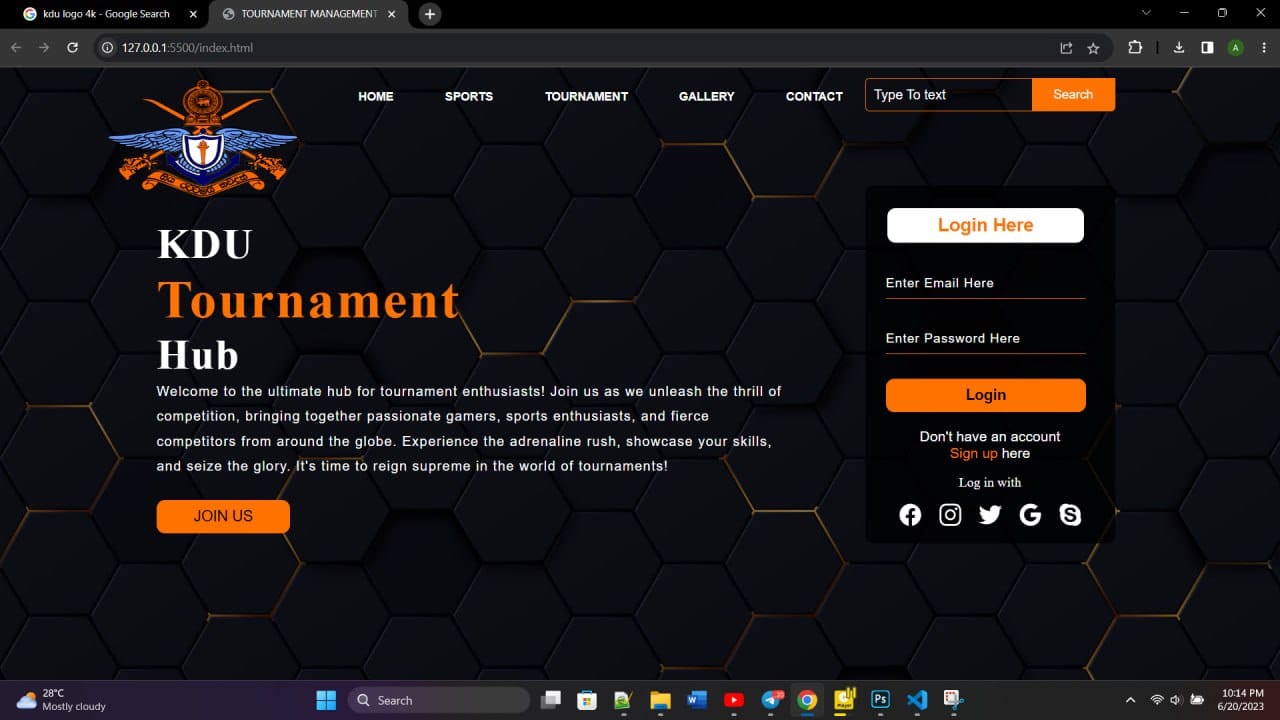 kdu logo 4k - Google Search
TOURNAMENT MANAGEMENT
127.0.0.1:5500/index.html
A
HOME
SPORTS
TOURNAMENT
GALLERY
CONTACT
Type To text
Search
KDU
Tournament
Hub
Welcome to the ultimate hub for tournament enthusiasts! Join us as we unleash the thrill of
competition, bringing together passionate gamers, sports enthusiasts, and fierce
competitors from around the globe. Experience the adrenaline rush, showcase your skills,
and seize the glory. It's time to reign supreme in the world of tournaments!
JOIN US
Login Here
Enter Email Here
Enter Password Here
Login
Don't have an account
Sign up here
Log in with
28°C
Mostly cloudy
Search
Ps
10:14 PM
6/20/2023